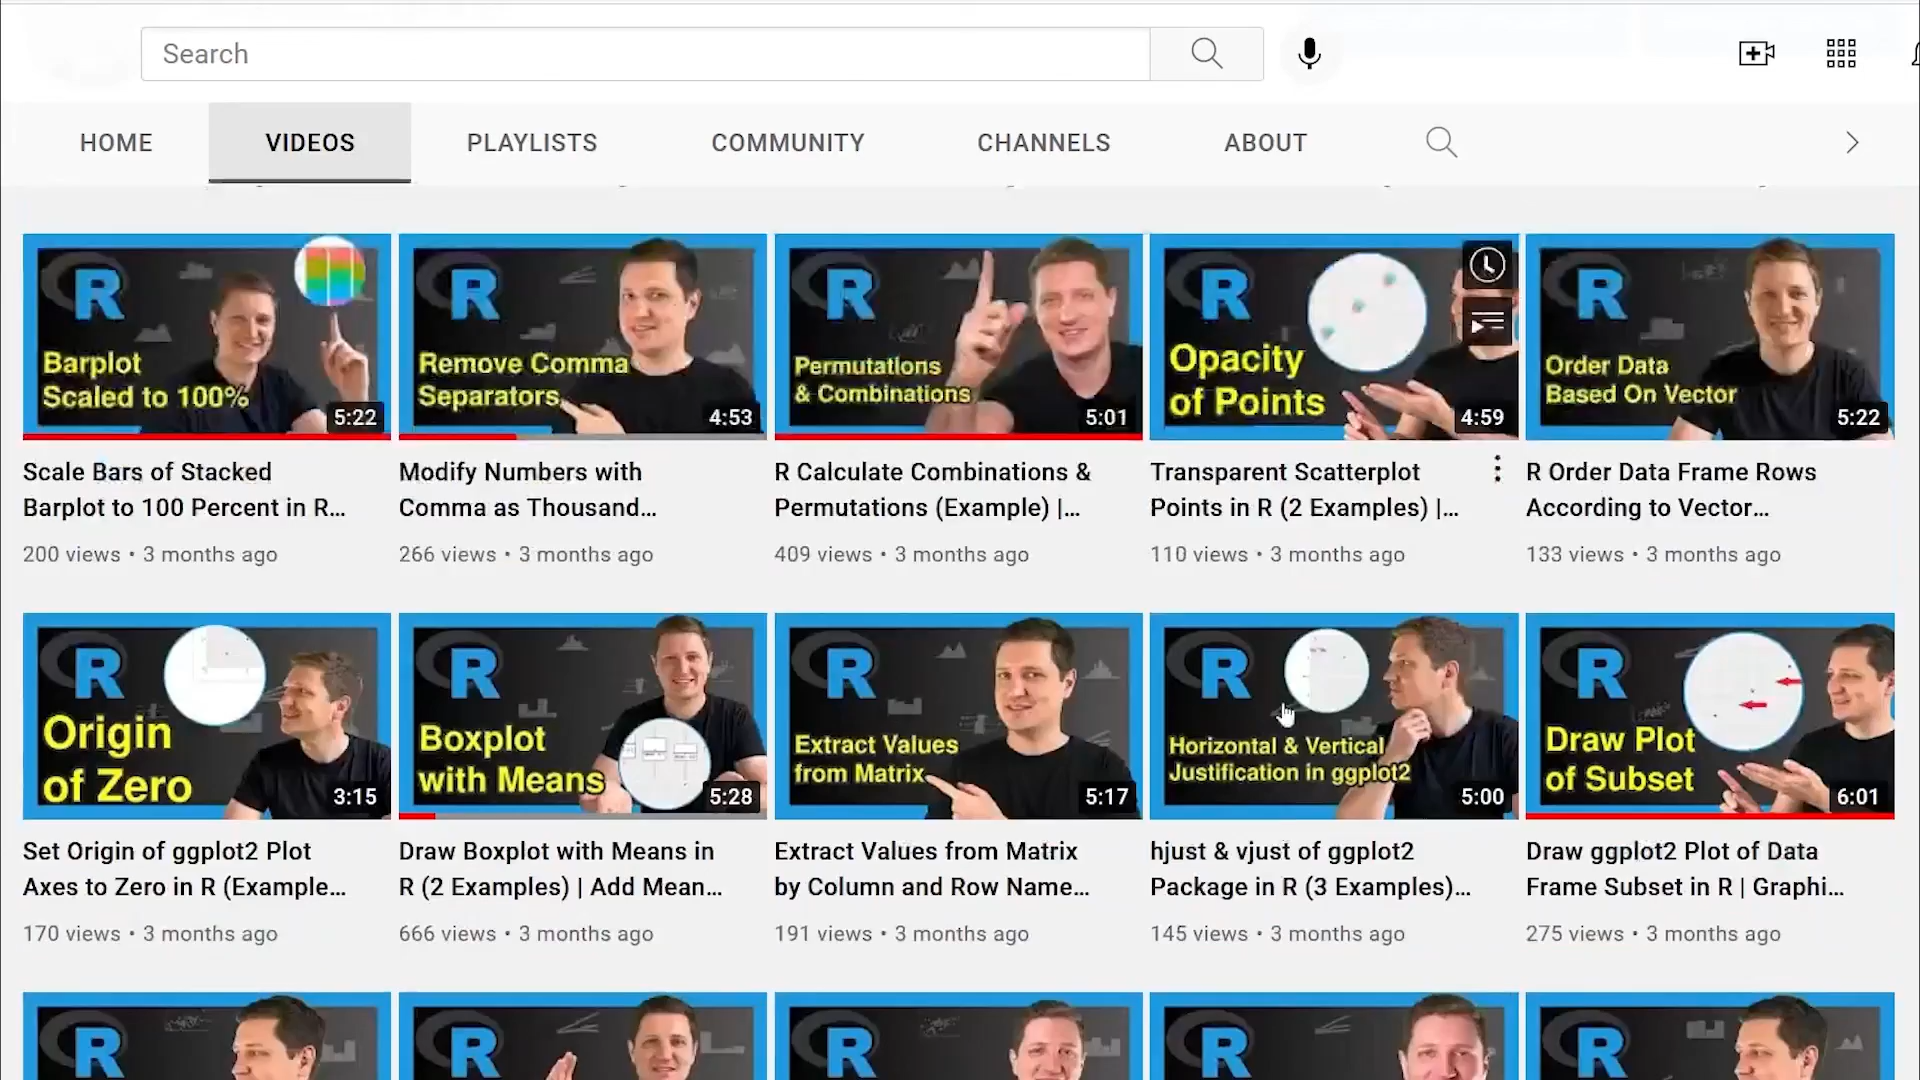 Search
HOME
VIDEOS
PLAYLISTS
COMMUNITY
CHANNELS
ABOUT
R
Barplot
Scaled to 100%
5:22
R
Remove Comma
Separators
4:53
R
Permutations
& Combinations
5:01
R
Opacity
of Points
4:59
R
Order Data
Based On Vector
5:22
Scale Bars of Stacked
Barplot to 100 Percent in R...
200 views • 3 months ago
Modify Numbers with
Comma as Thousand...
266 views • 3 months ago
R Calculate Combinations &
Permutations (Example) |...
409 views • 3 months ago
Transparent Scatterplot
Points in R (2 Examples) |...
110 views • 3 months ago
R Order Data Frame Rows
According to Vector...
133 views • 3 months ago
R
Origin
of Zero
3:15
R
Boxplot
with Means
5:28
R
Extract Values
from Matrix
5:17
R
Horizontal & Vertical
Justification in ggplot2
5:00
R
Draw Plot
of Subset
6:01
Set Origin of ggplot2 Plot
Axes to Zero in R (Example...
170 views • 3 months ago
Draw Boxplot with Means in
R (2 Examples) | Add Mean...
666 views • 3 months ago
Extract Values from Matrix
by Column and Row Name...
191 views • 3 months ago
hjust & vjust of ggplot2
Package in R (3 Examples)...
145 views • 3 months ago
Draw ggplot2 Plot of Data
Frame Subset in R | Graphi...
275 views • 3 months ago
R
R
R
R
R